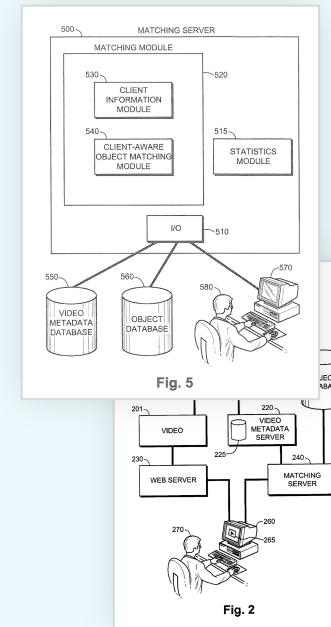 500
MATCHING SERVER
MATCHING MODULE
520
530
CLIENT
INFORMATION
MODULE
540
CLIENT-AWARE
OBJECT MATCHING
MODULE
515
STATISTICS
MODULE
I/O
510
550
VIDEO
METADATA
DATABASE
560
OBJECT
DATABASE
580
570
Fig. 5
201
VIDEO
220
VIDEO
METADATA
SERVER
225
230
WEB SERVER
240
MATCHING
SERVER
270
260
265
Fig. 2